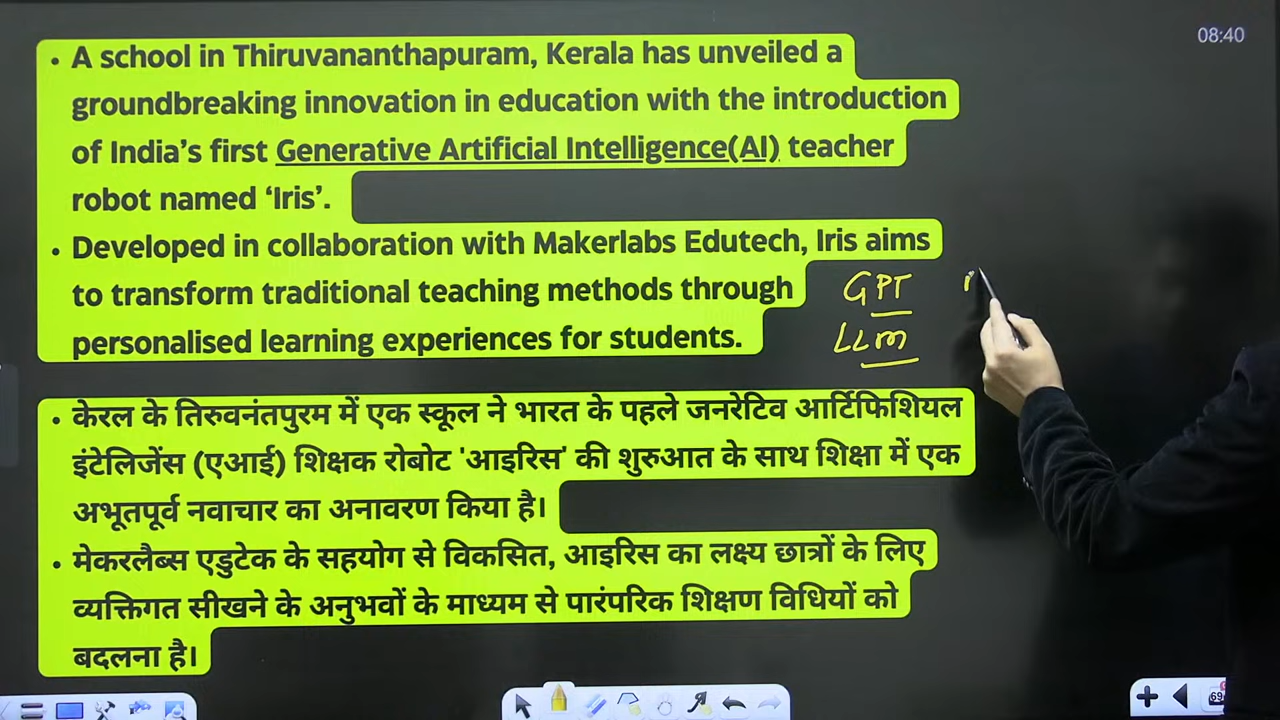 08:40
• A school in Thiruvananthapuram, Kerala has unveiled a
groundbreaking innovation in education with the introduction
of India's first Generative Artificial Intelligence(AI) teacher
robot named ‘Iris’.
• Developed in collaboration with Makerlabs Edutech, Iris aims
to transform traditional teaching methods through
personalised learning experiences for students.
GPT
LLm
• केरल के तिरुवनंतपुरम में एक स्कूल ने भारत के पहले जनरेटिव आर्टिफिशियल
इंटेलिजेंस (एआई) शिक्षक रोबोट 'आइरिस' की शुरुआत के साथ शिक्षा में एक
अभूतपूर्व नवाचार का अनावरण किया है।
• मेकरलैब्स एडुटेक के सहयोग से विकसित, आइरिस का लक्ष्य छात्रों के लिए
व्यक्तिगत सीखने के अनुभवों के माध्यम से पारंपरिक शिक्षण विधियों को
बदलना है।